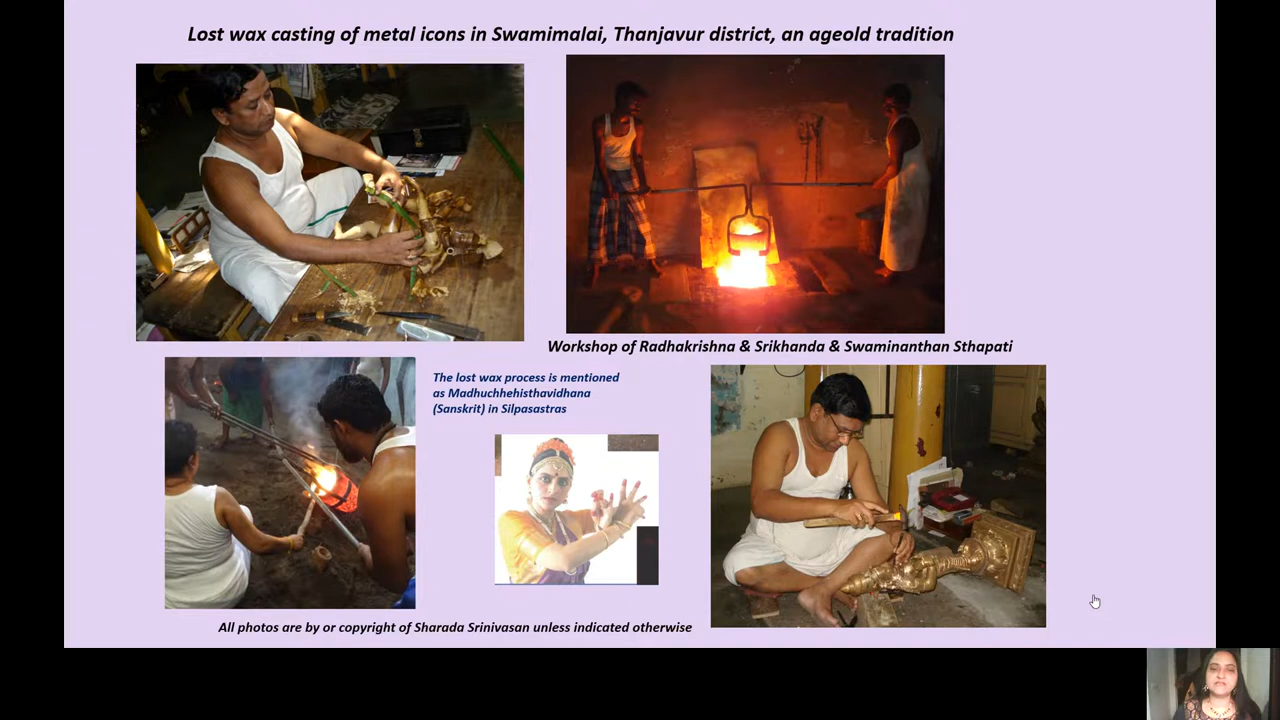 Lost wax casting of metal icons in Swamimalai, Thanjavur district, an ageold tradition
Workshop of Radhakrishna & Srikhanda & Swaminanthan Sthapati
The lost wax process is mentioned
as Madhuchhehisthavidhana
(Sanskrit) in Silpasastras
All photos are by or copyright of Sharada Srinivasan unless indicated otherwise